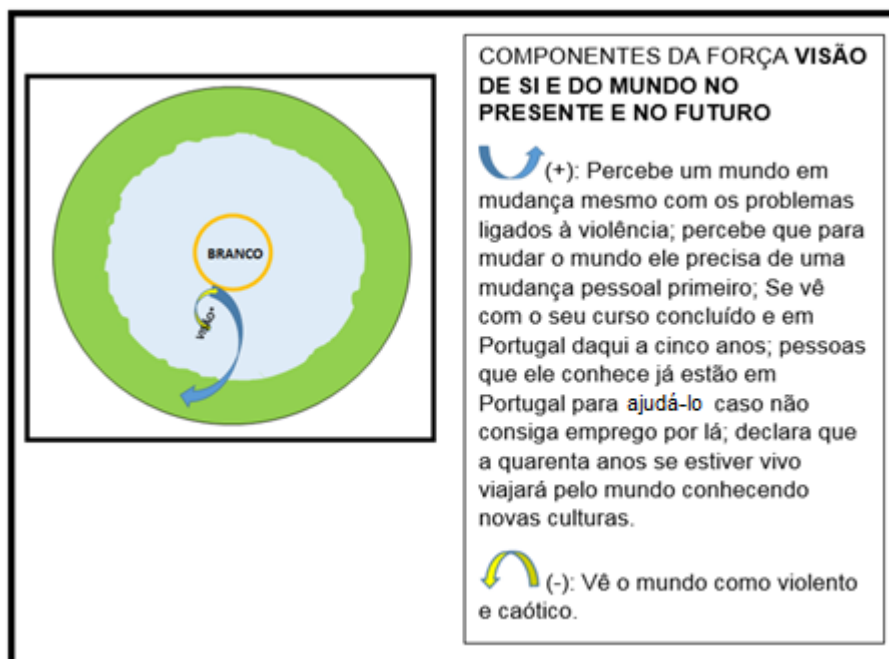 BRANCO
VISÃO*
COMPONENTES DA FORÇA VISÃO
DE SI E DO MUNDO NO
PRESENTE E NO FUTURO
(+): Percebe um mundo em
mudança mesmo com os problemas
ligados à violência; percebe que para
mudar o mundo ele precisa de uma
mudança pessoal primeiro; Se vê
com o seu curso concluído e em
Portugal daqui a cinco anos; pessoas
que ele conhece já estão em
Portugal para ajudá-lo caso não
consiga emprego por lá; declara que
a quarenta anos se estiver vivo
viajará pelo mundo conhecendo
novas culturas.
(-): Vê o mundo como violento
e caótico.